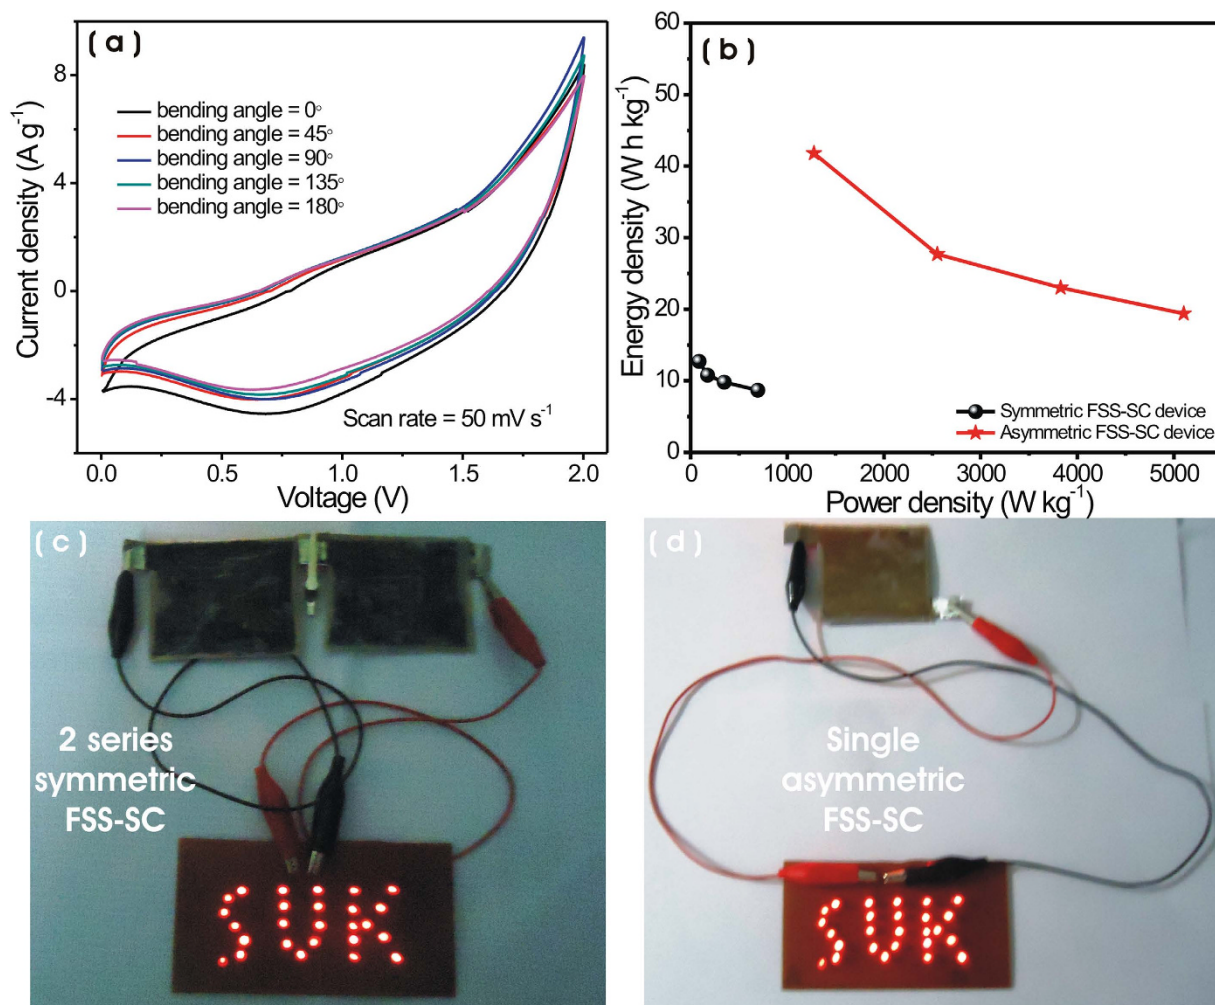 ( a )
8
4
0
-4
Current density (A g⁻¹)
bending angle = 0°
bending angle = 45°
bending angle = 90°
bending angle = 135°
bending angle = 180°
Scan rate = 50 mV s⁻¹
0.0 0.5 1.0 1.5 2.0
Voltage (V)
( b )
60
50
40
30
20
10
0
Energy density (W h kg⁻¹)
Symmetric FSS-SC device
Asymmetric FSS-SC device
0 1000 2000 3000 4000 5000
Power density (W kg⁻¹)
( c )
2 series
symmetric
FSS-SC
SUK
( d )
Single
asymmetric
FSS-SC
SUK